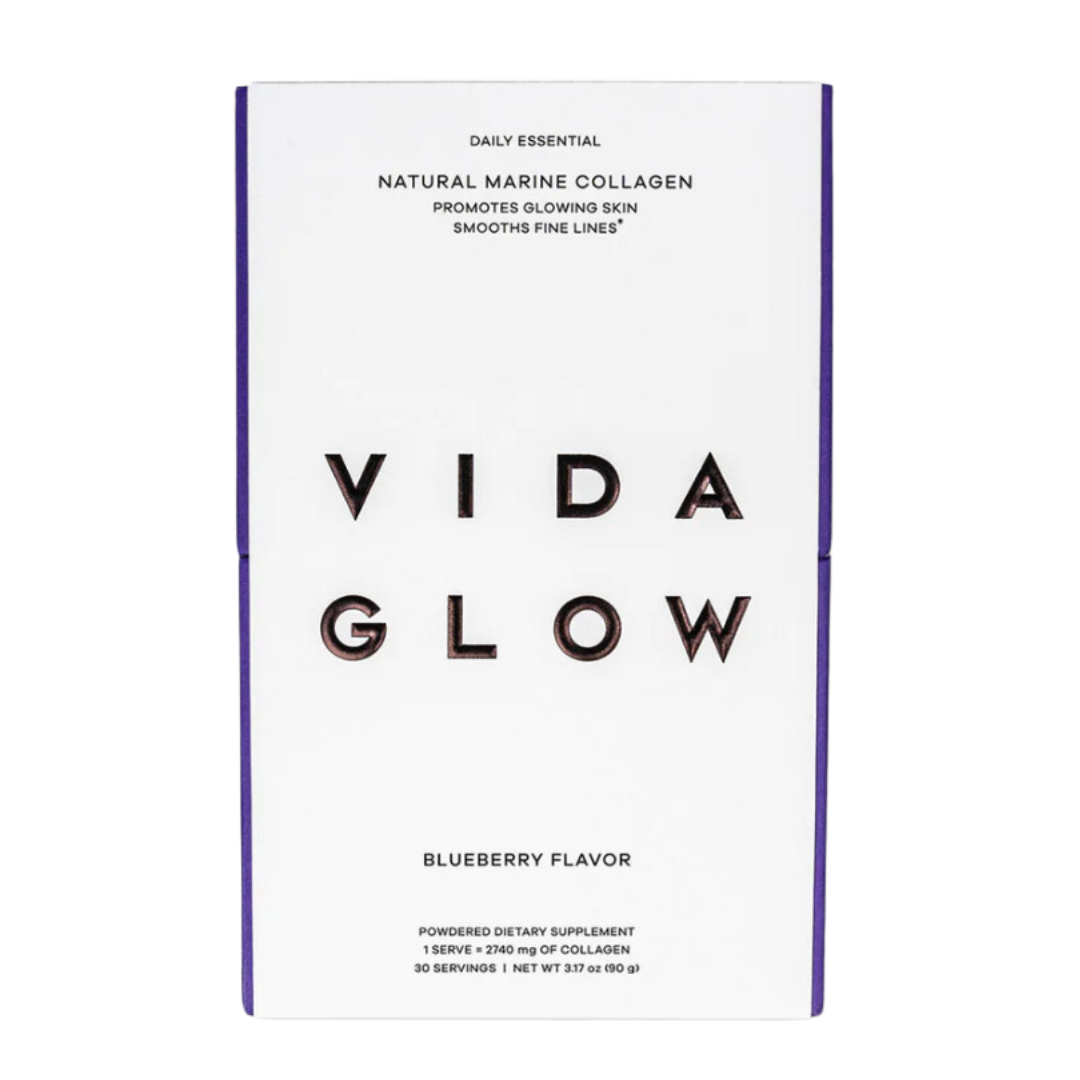 DAILY ESSENTIAL
NATURAL MARINE COLLAGEN
PROMOTES GLOWING SKIN
SMOOTHS FINE LINES*
VIDA
GLOW
BLUEBERRY FLAVOR
POWDERED DIETARY SUPPLEMENT
1 SERVE = 2740 mg OF COLLAGEN
30 SERVINGS | NET WT 3.17 oz (90 g)